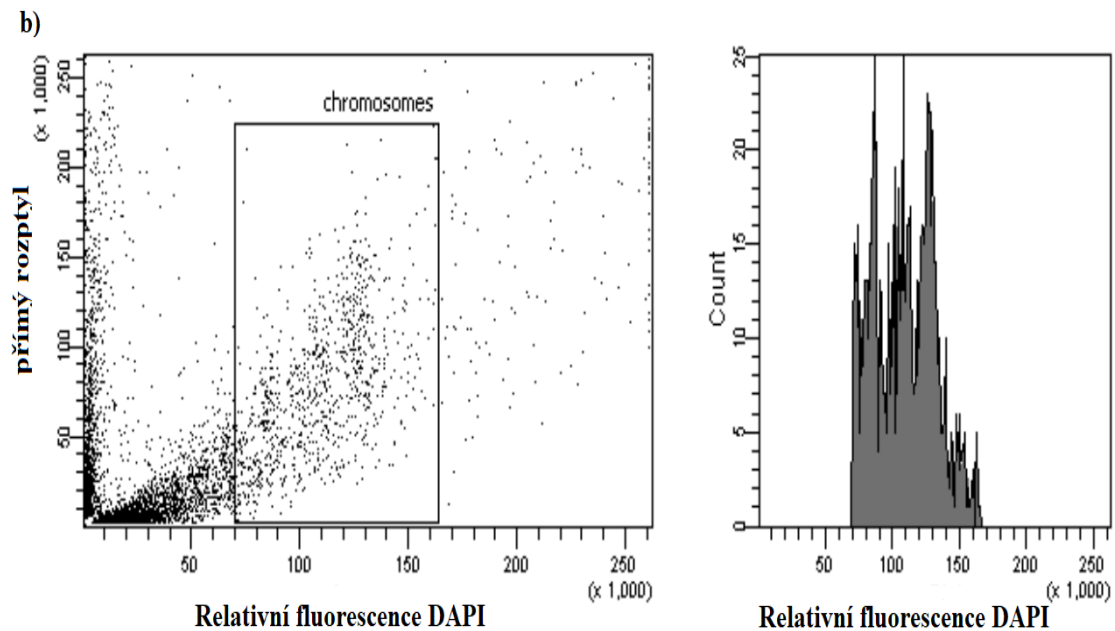 b)
chromosomes
250
200
150
100
50
(x 1,000)
přímý rozptyl
50
100
150
200
250
(x 1,000)
Relativní fluorescence DAPI
25
20
15
10
5
0
Count
50
100
150
200
250
(x 1,000)
Relativní fluorescence DAPI